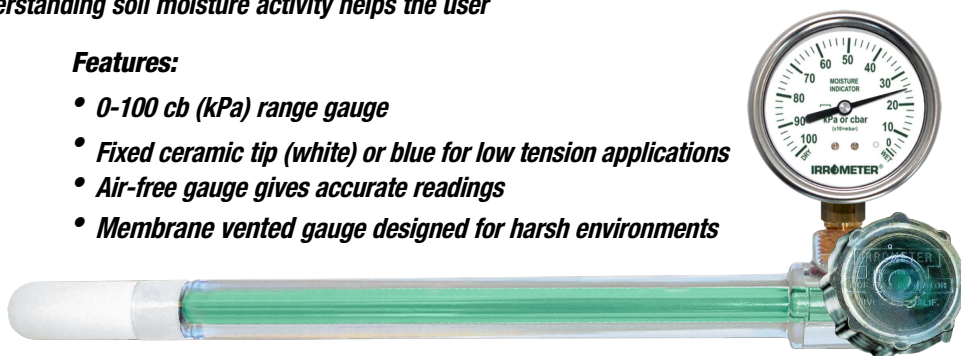 erstanding soil moisture activity helps the user
Features:
• 0-100 cb (kPa) range gauge
• Fixed ceramic tip (white) or blue for low tension applications
• Air-free gauge gives accurate readings
• Membrane vented gauge designed for harsh environments
50
60 40
70 30
MOISTURE
INDICATOR
80 20
90 kPa or cbar 10
100 0
DRY
IRROMETER®
IRROMETER